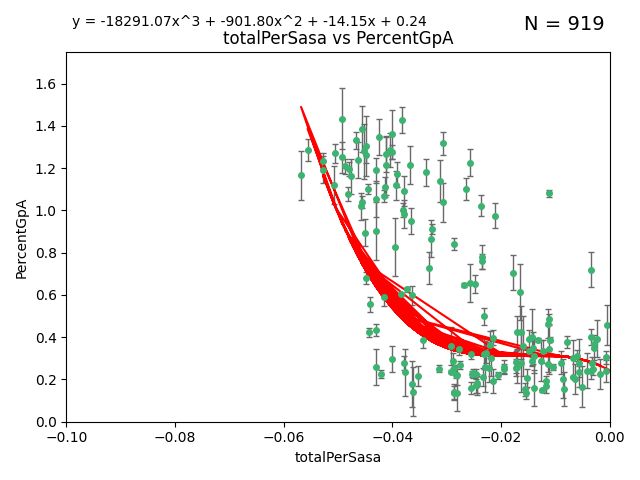 y = -18291.07x^3 + -901.80x^2 + -14.15x + 0.24
N = 919
totalPerSasa vs PercentGpA
1.6
1.4
1.2
1.0
0.8
0.6
0.4
0.2
0.0
PercentGpA
−0.10 −0.08 −0.06 −0.04 −0.02 0.00
totalPerSasa